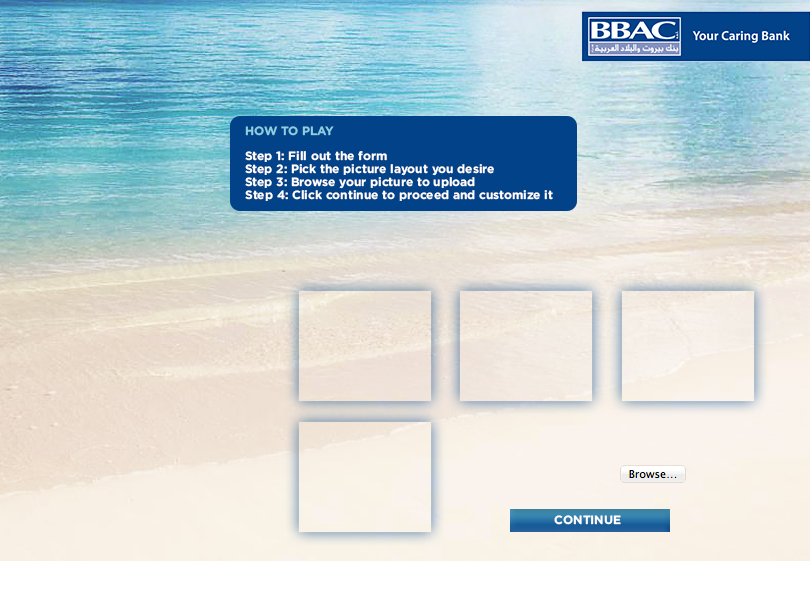 BBAC
بنك بيروت والبلاد العربية
Your Caring Bank
HOW TO PLAY
Step 1: Fill out the form
Step 2: Pick the picture layout you desire
Step 3: Browse your picture to upload
Step 4: Click continue to proceed and customize it
Browse...
CONTINUE